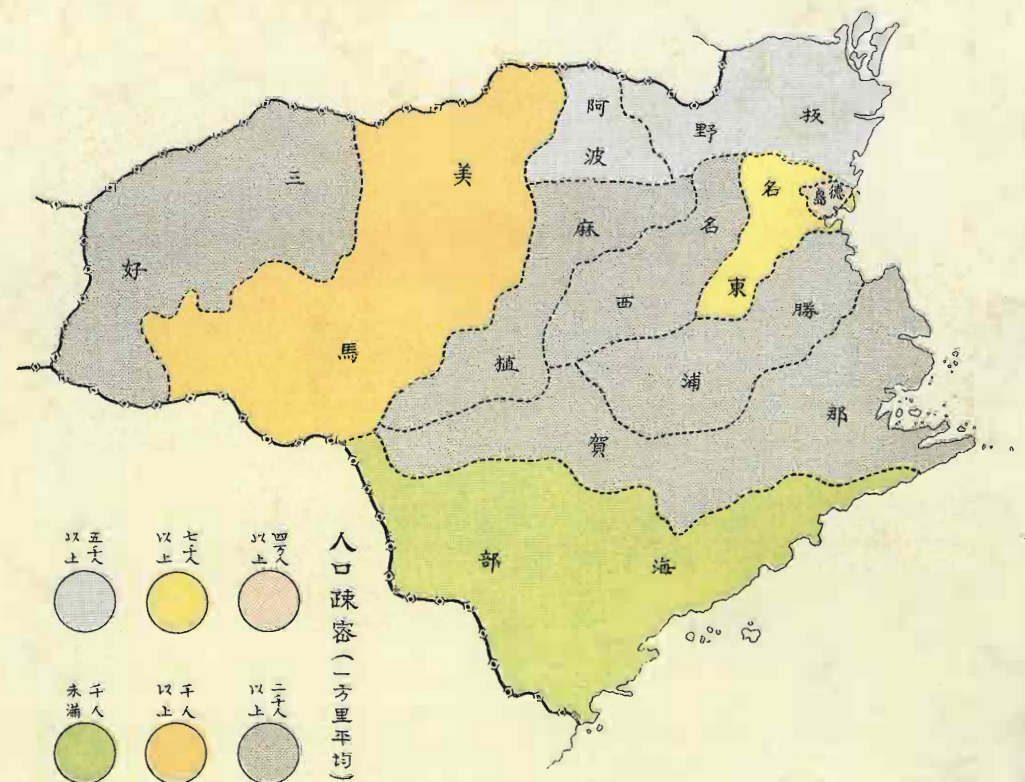 人口疎密(一方里平均)
四万人以上
七千人以上
五千人以上
二千人以上
千人以上
千人未満
板野
阿波
美馬
三好
麻植
名西
名東
徳島
勝浦
那賀
海部